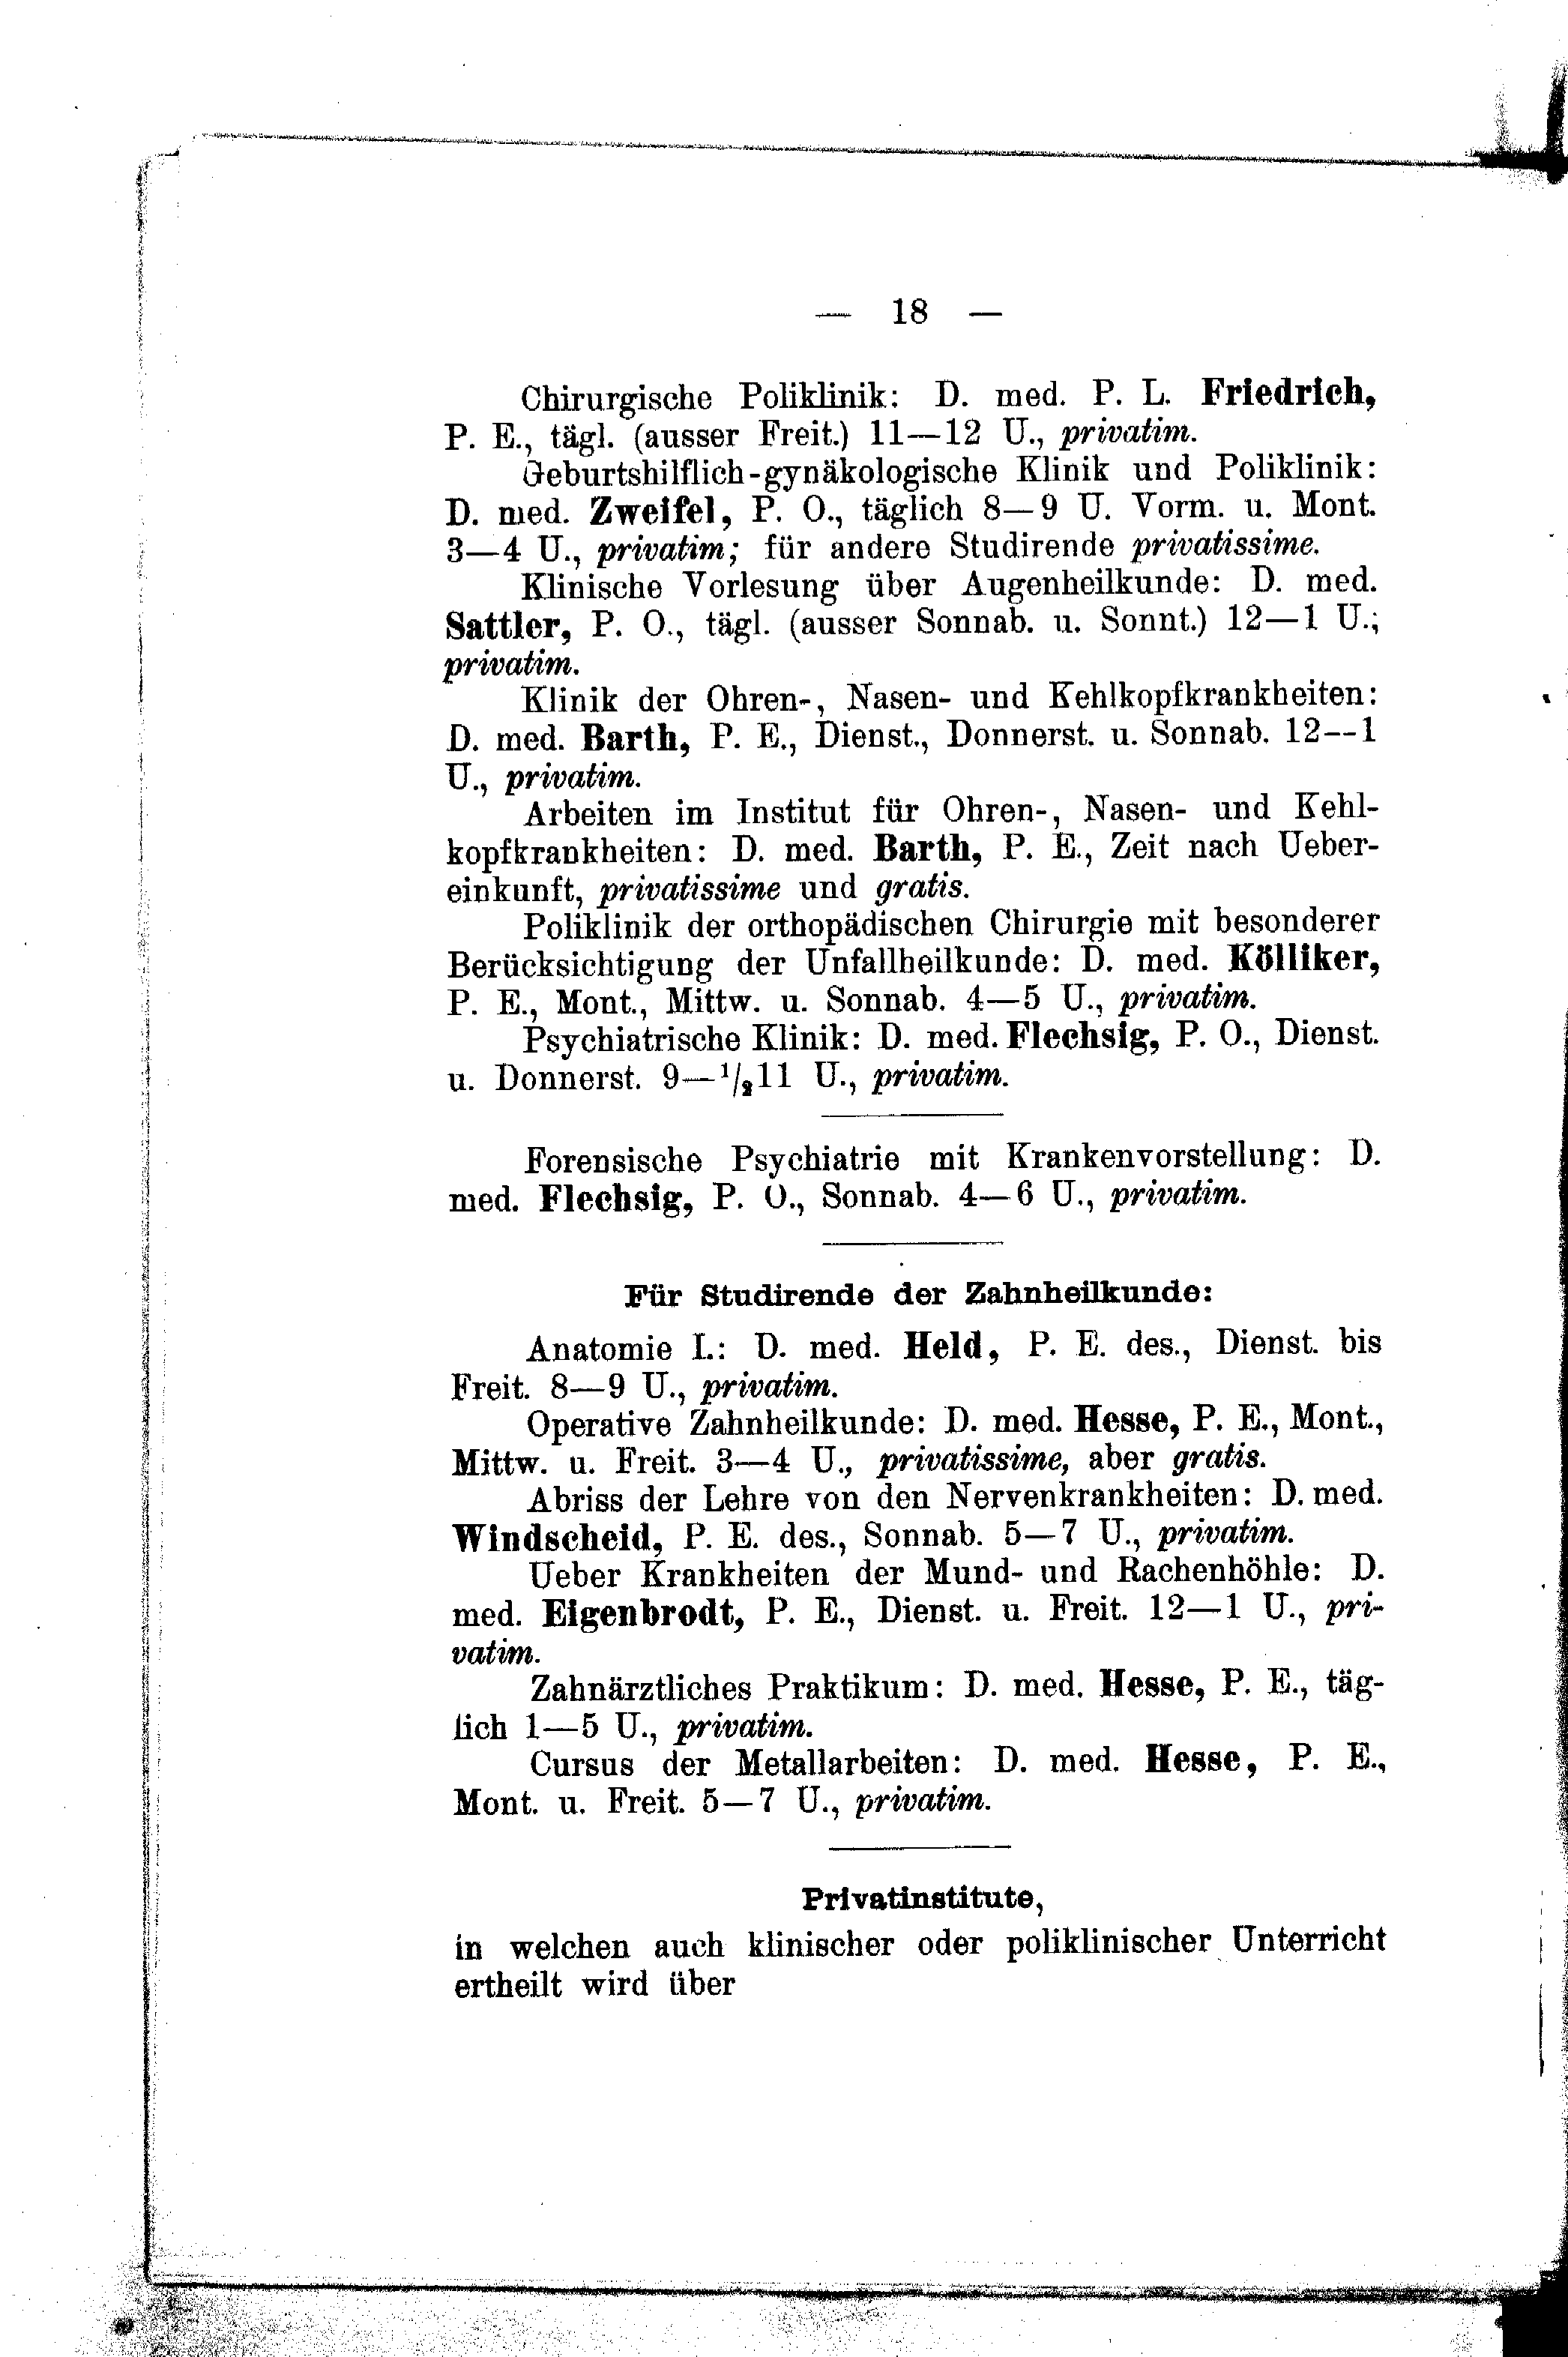 — 18 —
Chirurgische Poliklinik: D. med. P. L. Friedrich,
P. E., tägl. (ausser Freit.) 11—12 U., privatim.
Geburtshilflich-gynäkologische Klinik und Poliklinik:
D. med. Zweifel, P. O., täglich 8—9 U. Vorm. u. Mont.
3—4 U., privatim; für andere Studirende privatissime.
Klinische Vorlesung über Augenheilkunde: D. med.
Sattler, P. O., tägl. (ausser Sonnab. u. Sonnt.) 12—1 U.;
privatim.
Klinik der Ohren-, Nasen- und Kehlkopfkrankheiten:
D. med. Barth, P. E., Dienst., Donnerst. u. Sonnab. 12—1
U., privatim.
Arbeiten im Institut für Ohren-, Nasen- und Kehl-
kopfkrankheiten: D. med. Barth, P. E., Zeit nach Ueber-
einkunft, privatissime und gratis.
Poliklinik der orthopädischen Chirurgie mit besonderer
Berücksichtigung der Unfallheilkunde: D. med. Kölliker,
P. E., Mont., Mittw. u. Sonnab. 4—5 U., privatim.
Psychiatrische Klinik: D. med. Flechsig, P. O., Dienst.
u. Donnerst. 9—1/211 U., privatim.
Forensische Psychiatrie mit Krankenvorstellung: D.
med. Flechsig, P. O., Sonnab. 4—6 U., privatim.
Für Studirende der Zahnheilkunde:
Anatomie I.: D. med. Held, P. E. des., Dienst. bis
Freit. 8—9 U., privatim.
Operative Zahnheilkunde: D. med. Hesse, P. E., Mont.,
Mittw. u. Freit. 3—4 U., privatissime, aber gratis.
Abriss der Lehre von den Nervenkrankheiten: D. med.
Windscheid, P. E. des., Sonnab. 5—7 U., privatim.
Ueber Krankheiten der Mund- und Rachenhöhle: D.
med. Eigenbrodt, P. E., Dienst. u. Freit. 12—1 U., pri-
vatim.
Zahnärztliches Praktikum: D. med. Hesse, P. E., täg-
lich 1—5 U., privatim.
Cursus der Metallarbeiten: D. med. Hesse, P. E.,
Mont. u. Freit. 5—7 U., privatim.
Privatinstitute,
in welchen auch klinischer oder poliklinischer Unterricht
ertheilt wird über